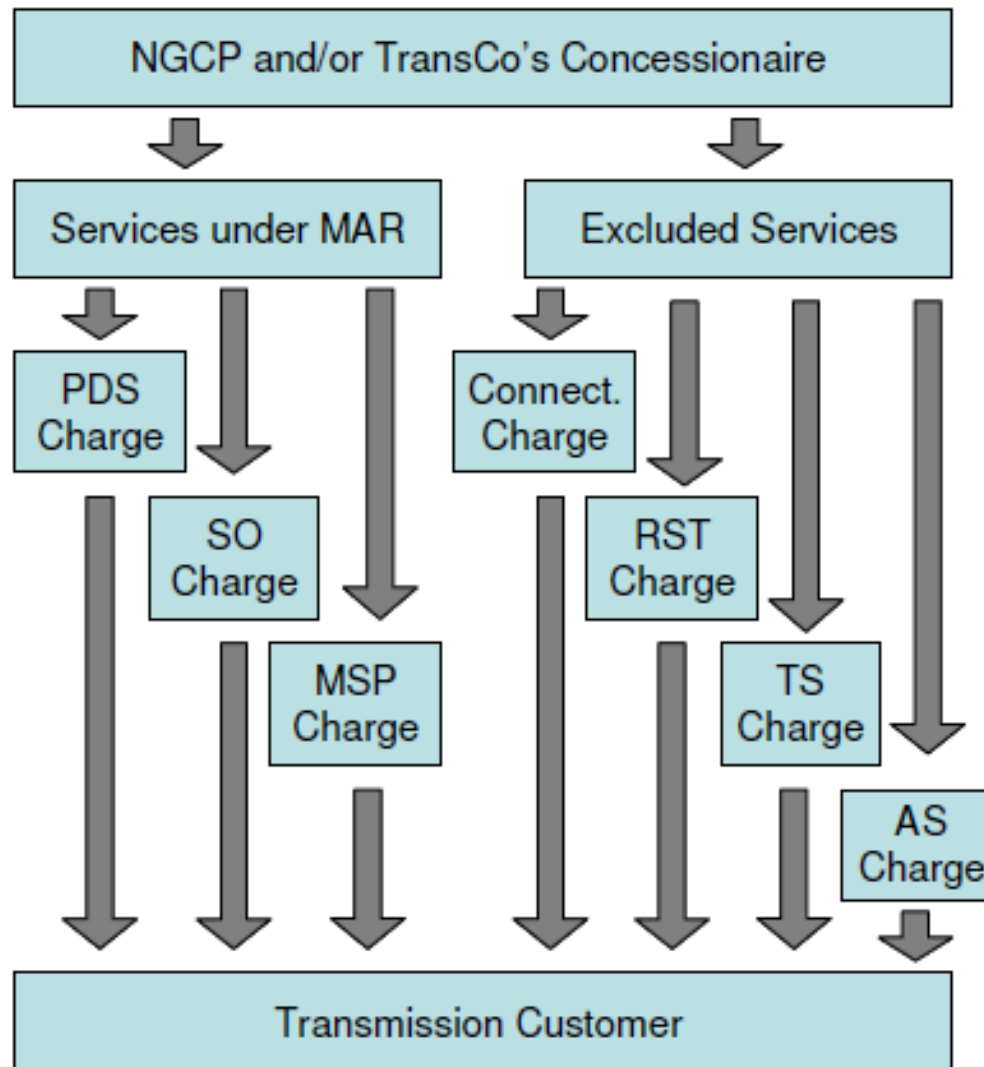 NGCP and/or TransCo's Concessionaire
Services under MAR
Excluded Services
PDS
Charge
Connect.
Charge
SO
Charge
RST
Charge
MSP
Charge
TS
Charge
AS
Charge
Transmission Customer